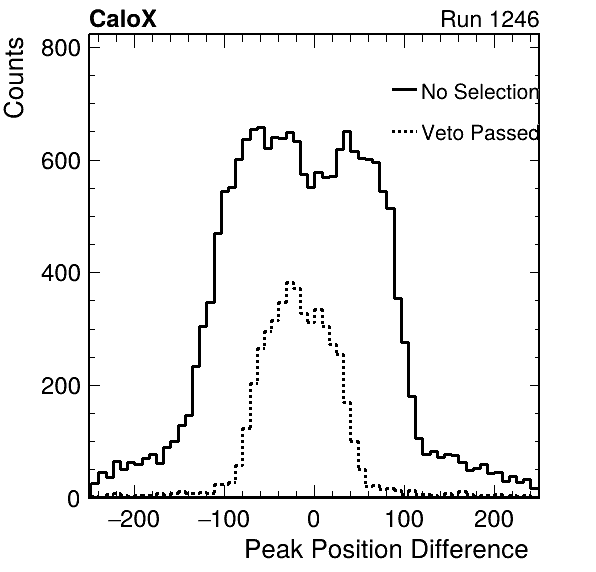 CaloX Run 1246
Counts
800
600
400
200
0
No Selection
Veto Passed
−200 −100 0 100 200
Peak Position Difference